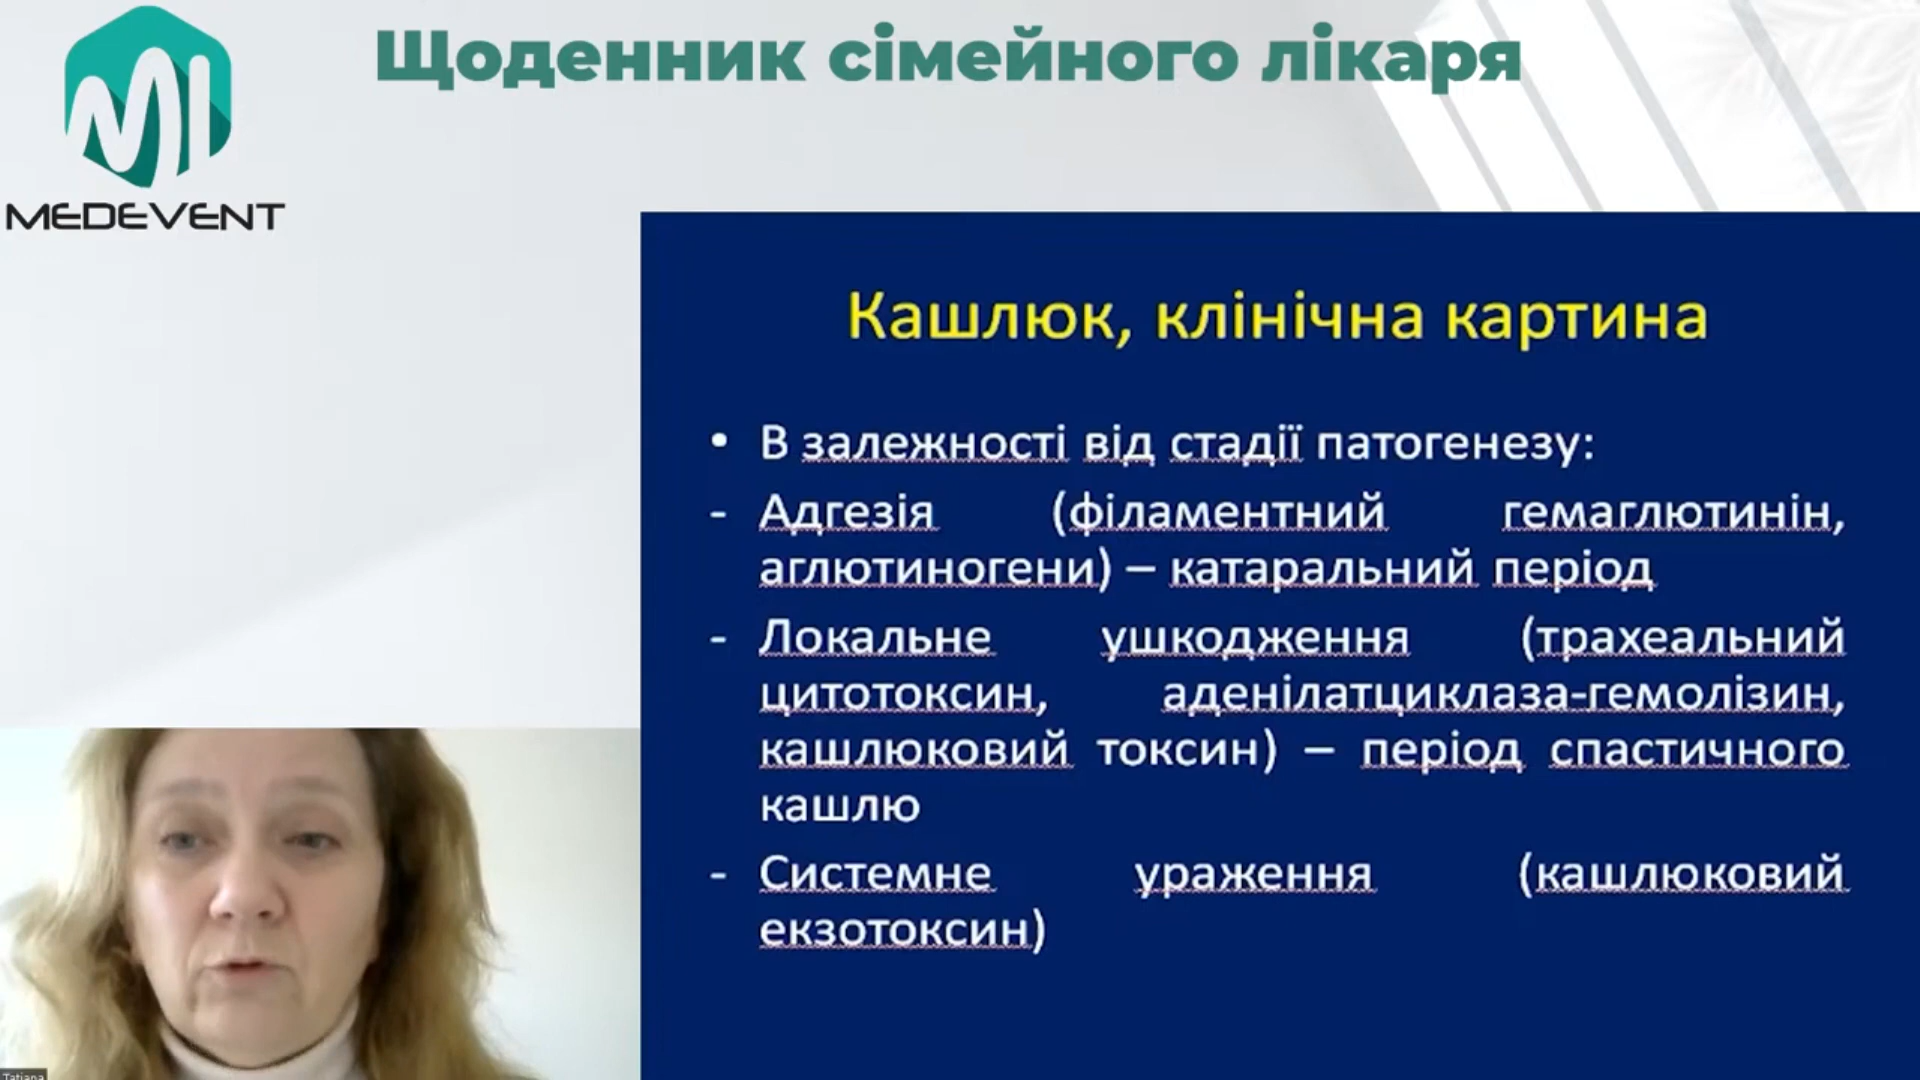 Щоденник сімейного лікаря
MEDEVENT
Кашлюк, клінічна картина
• В залежності від стадії патогенезу:
- Адгезія (філаментний гемаглютинін,
аглютиногени) – катаральний період
- Локальне ушкодження (трахеальний
цитотоксин, аденілатциклаза-гемолізин,
кашлюковий токсин) – період спастичного
кашлю
- Системне ураження (кашлюковий
екзотоксин)
Tatiana